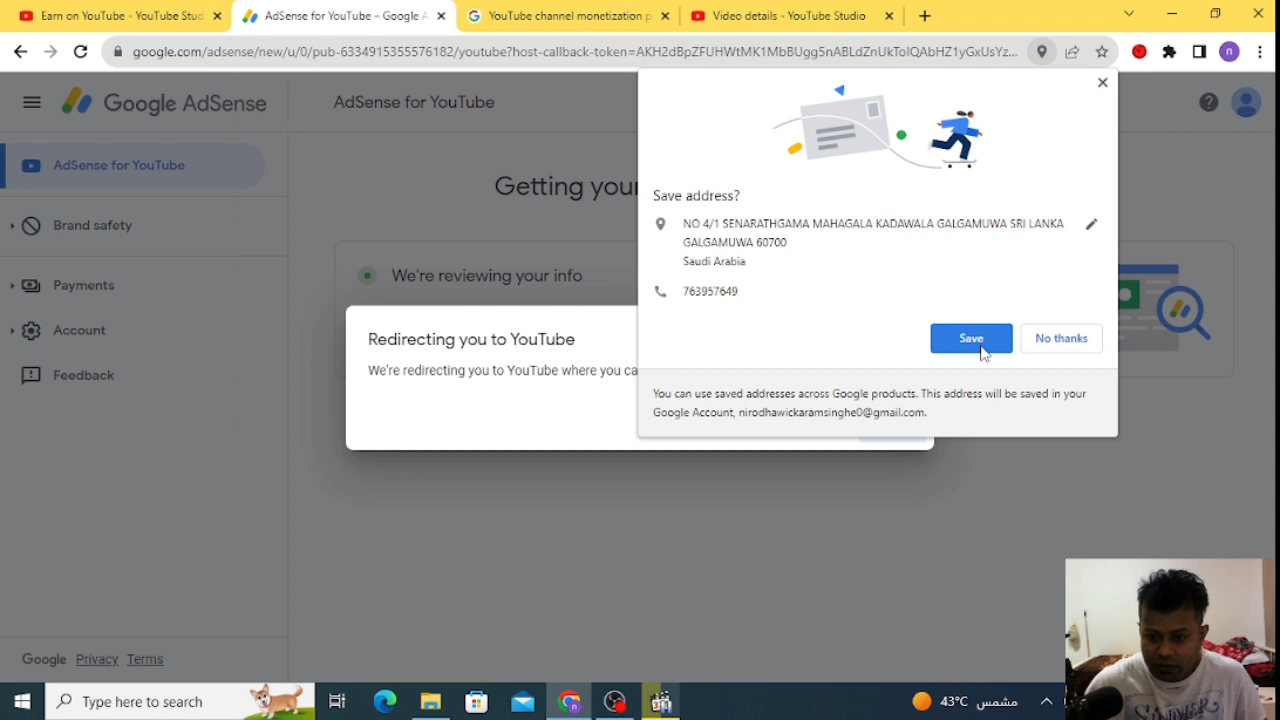 Earn on YouTube - YouTube Stud
AdSense for YouTube – Google A
YouTube channel monetization p
Video details - YouTube Studio
google.com/adsense/new/u/0/pub-6334915355576182/youtube?host-callback-token=AKH2dBpZFUHWtMK1MbBUgg5nABLdZnUkTolQAbHZ1yGxUsYz...
n
Google AdSense
AdSense for YouTube
AdSense for YouTube
Brand safety
Payments
Account
Feedback
Getting your
We're reviewing your info
Redirecting you to YouTube
We're redirecting you to YouTube where you ca
Save address?
NO 4/1 SENARATHGAMA MAHAGALA KADAWALA GALGAMUWA SRI LANKA
GALGAMUWA 60700
Saudi Arabia
763957649
Save
No thanks
You can use saved addresses across Google products. This address will be saved in your
Google Account, nirodhawickaramsinghe0@gmail.com.
Google Privacy Terms
Type here to search
43°C مشمس